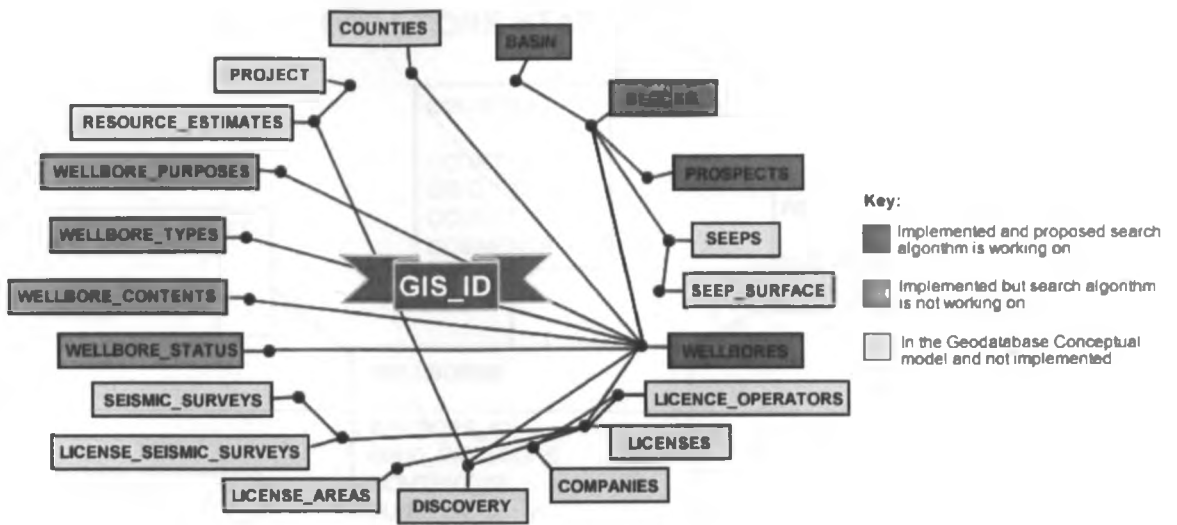 COUNTIES
BASIN
PROJECT
RESOURCE_ESTIMATES
WELLBORE_PURPOSES
PROSPECTS
Key:
Implemented and proposed search
algorithm is working on
WELLBORE_TYPES
SEEPS
GIS_ID
WELLBORE_CONTENTS
SEEP_SURFACE
Implemented but search algorithm
is not working on
WELLBORE_STATUS
WELLBORES
In the Geodatabase Conceptual
model and not implemented
SEISMIC_SURVEYS
LICENCE_OPERATORS
LICENSE_SEISMIC_SURVEYS
LICENSES
LICENSE_AREAS
DISCOVERY
COMPANIES